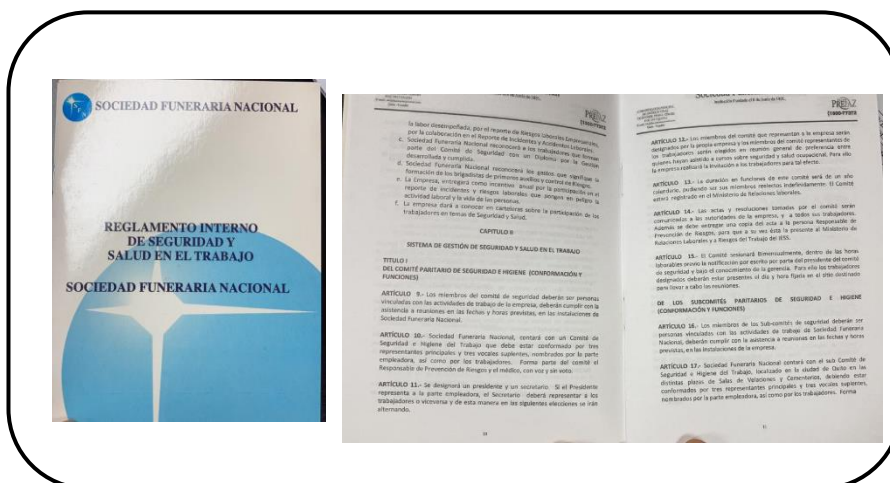 SOCIEDAD FUNERARIA NACIONAL
REGLAMENTO INTERNO
DE SEGURIDAD Y
SALUD EN EL TRABAJO
SOCIEDAD FUNERARIA NACIONAL
la labor desempeñada, por el reporte de Riesgos Laborales
por la colaboración en el Reporte de Incidentes y Accidentes Laborales.
c. Sociedad Funeraria Nacional reconocerá a los trabajadores que forman
parte del Comité de Seguridad con un Diploma por la Gestión
desarrollada y cumplida.
d. Sociedad Funeraria Nacional reconocerá los gastos que signifique la
formación de los brigadistas de primeros auxilios y control de Riesgos.
e. La Empresa, entregará como incentivo anual por la participación en el
reporte de incidentes y riesgos laborales que pongan en peligro la
actividad laboral y la vida de las personas.
f. La empresa dará a conocer en carteleras sobre la participación de los
trabajadores en temas de Seguridad y Salud.
CAPITULO II
SISTEMA DE GESTIÓN DE SEGURIDAD Y SALUD EN EL TRABAJO
TITULO I
DEL COMITÉ PARITARIO DE SEGURIDAD E HIGIENE (CONFORMACIÓN Y
FUNCIONES)
ARTÍCULO 9.- Los miembros del comité de seguridad deberán ser personas
vinculadas con las actividades de trabajo de la empresa, deberán cumplir con la
asistencia a reuniones en las fechas y horas previstas, en las instalaciones de
Sociedad Funeraria Nacional.
ARTÍCULO 10.- Sociedad Funeraria Nacional, contará con un Comité de
Seguridad e Higiene del Trabajo que debe estar conformado por tres
representantes principales y tres vocales suplentes, nombrados por la parte
empleadora, así como por los trabajadores. Forma parte del comité el
Responsable de Prevención de Riesgos y el médico, con voz y sin voto.
ARTÍCULO 11.- Se designará un presidente y un secretario. Si el Presidente
representa a la parte empleadora, el Secretario deberá representar a los
trabajadores o viceversa y de esta manera en las siguientes elecciones se irán
alternando.
ARTÍCULO 12.- Los miembros del comité que representan a la empresa serán
designados por la propia empresa y los miembros del comité representantes de
los trabajadores serán elegidos en reunión general de preferencia entre
quienes hayan asistido a cursos sobre seguridad y salud ocupacional. Para ello
la empresa realizará la invitación a los trabajadores para tal efecto.
ARTÍCULO 13.- La duración en funciones de este comité será de un año
calendario, pudiendo ser sus miembros reelectos indefinidamente. El Comité
estará registrado en el Ministerio de Relaciones laborales.
ARTÍCULO 14.- Las actas y resoluciones tomadas por el comité serán
comunicadas a las autoridades de la empresa, y a todos sus trabajadores.
Además se debe entregar una copia del acta a la persona Responsable de
Prevención de Riesgos, para que a su vez ésta la presente al Ministerio de
Relaciones Laborales y a Riesgos del Trabajo del IESS.
ARTÍCULO 15.- El Comité sesionará Bimensualmente, dentro de las horas
laborables previo la notificación por escrito por parte del presidente del comité
de seguridad y bajo el conocimiento de la gerencia. Para ello los trabajadores
designados deberán estar presentes el día y hora fijada en el sitio destinado
para llevar a cabo las reuniones.
DE LOS SUBCOMITÉS PARITARIOS DE SEGURIDAD E HIGIENE
(CONFORMACIÓN Y FUNCIONES)
ARTÍCULO 16.- Los miembros de los Sub-comités de seguridad deberán ser
personas vinculadas con las actividades de trabajo de Sociedad Funeraria
Nacional, deberán cumplir con la asistencia a reuniones en las fechas y horas
previstas, en las instalaciones de la empresa.
ARTÍCULO 17.- Sociedad Funeraria Nacional contará con el sub Comité de
Seguridad e Higiene del Trabajo, localizado en la ciudad de Quito en las
distintas plazas de Salas de Velaciones y Cementerios, debiendo estar
conformados por tres representantes principales y tres vocales suplentes,
nombrados por la parte empleadora, así como por los trabajadores. Forma